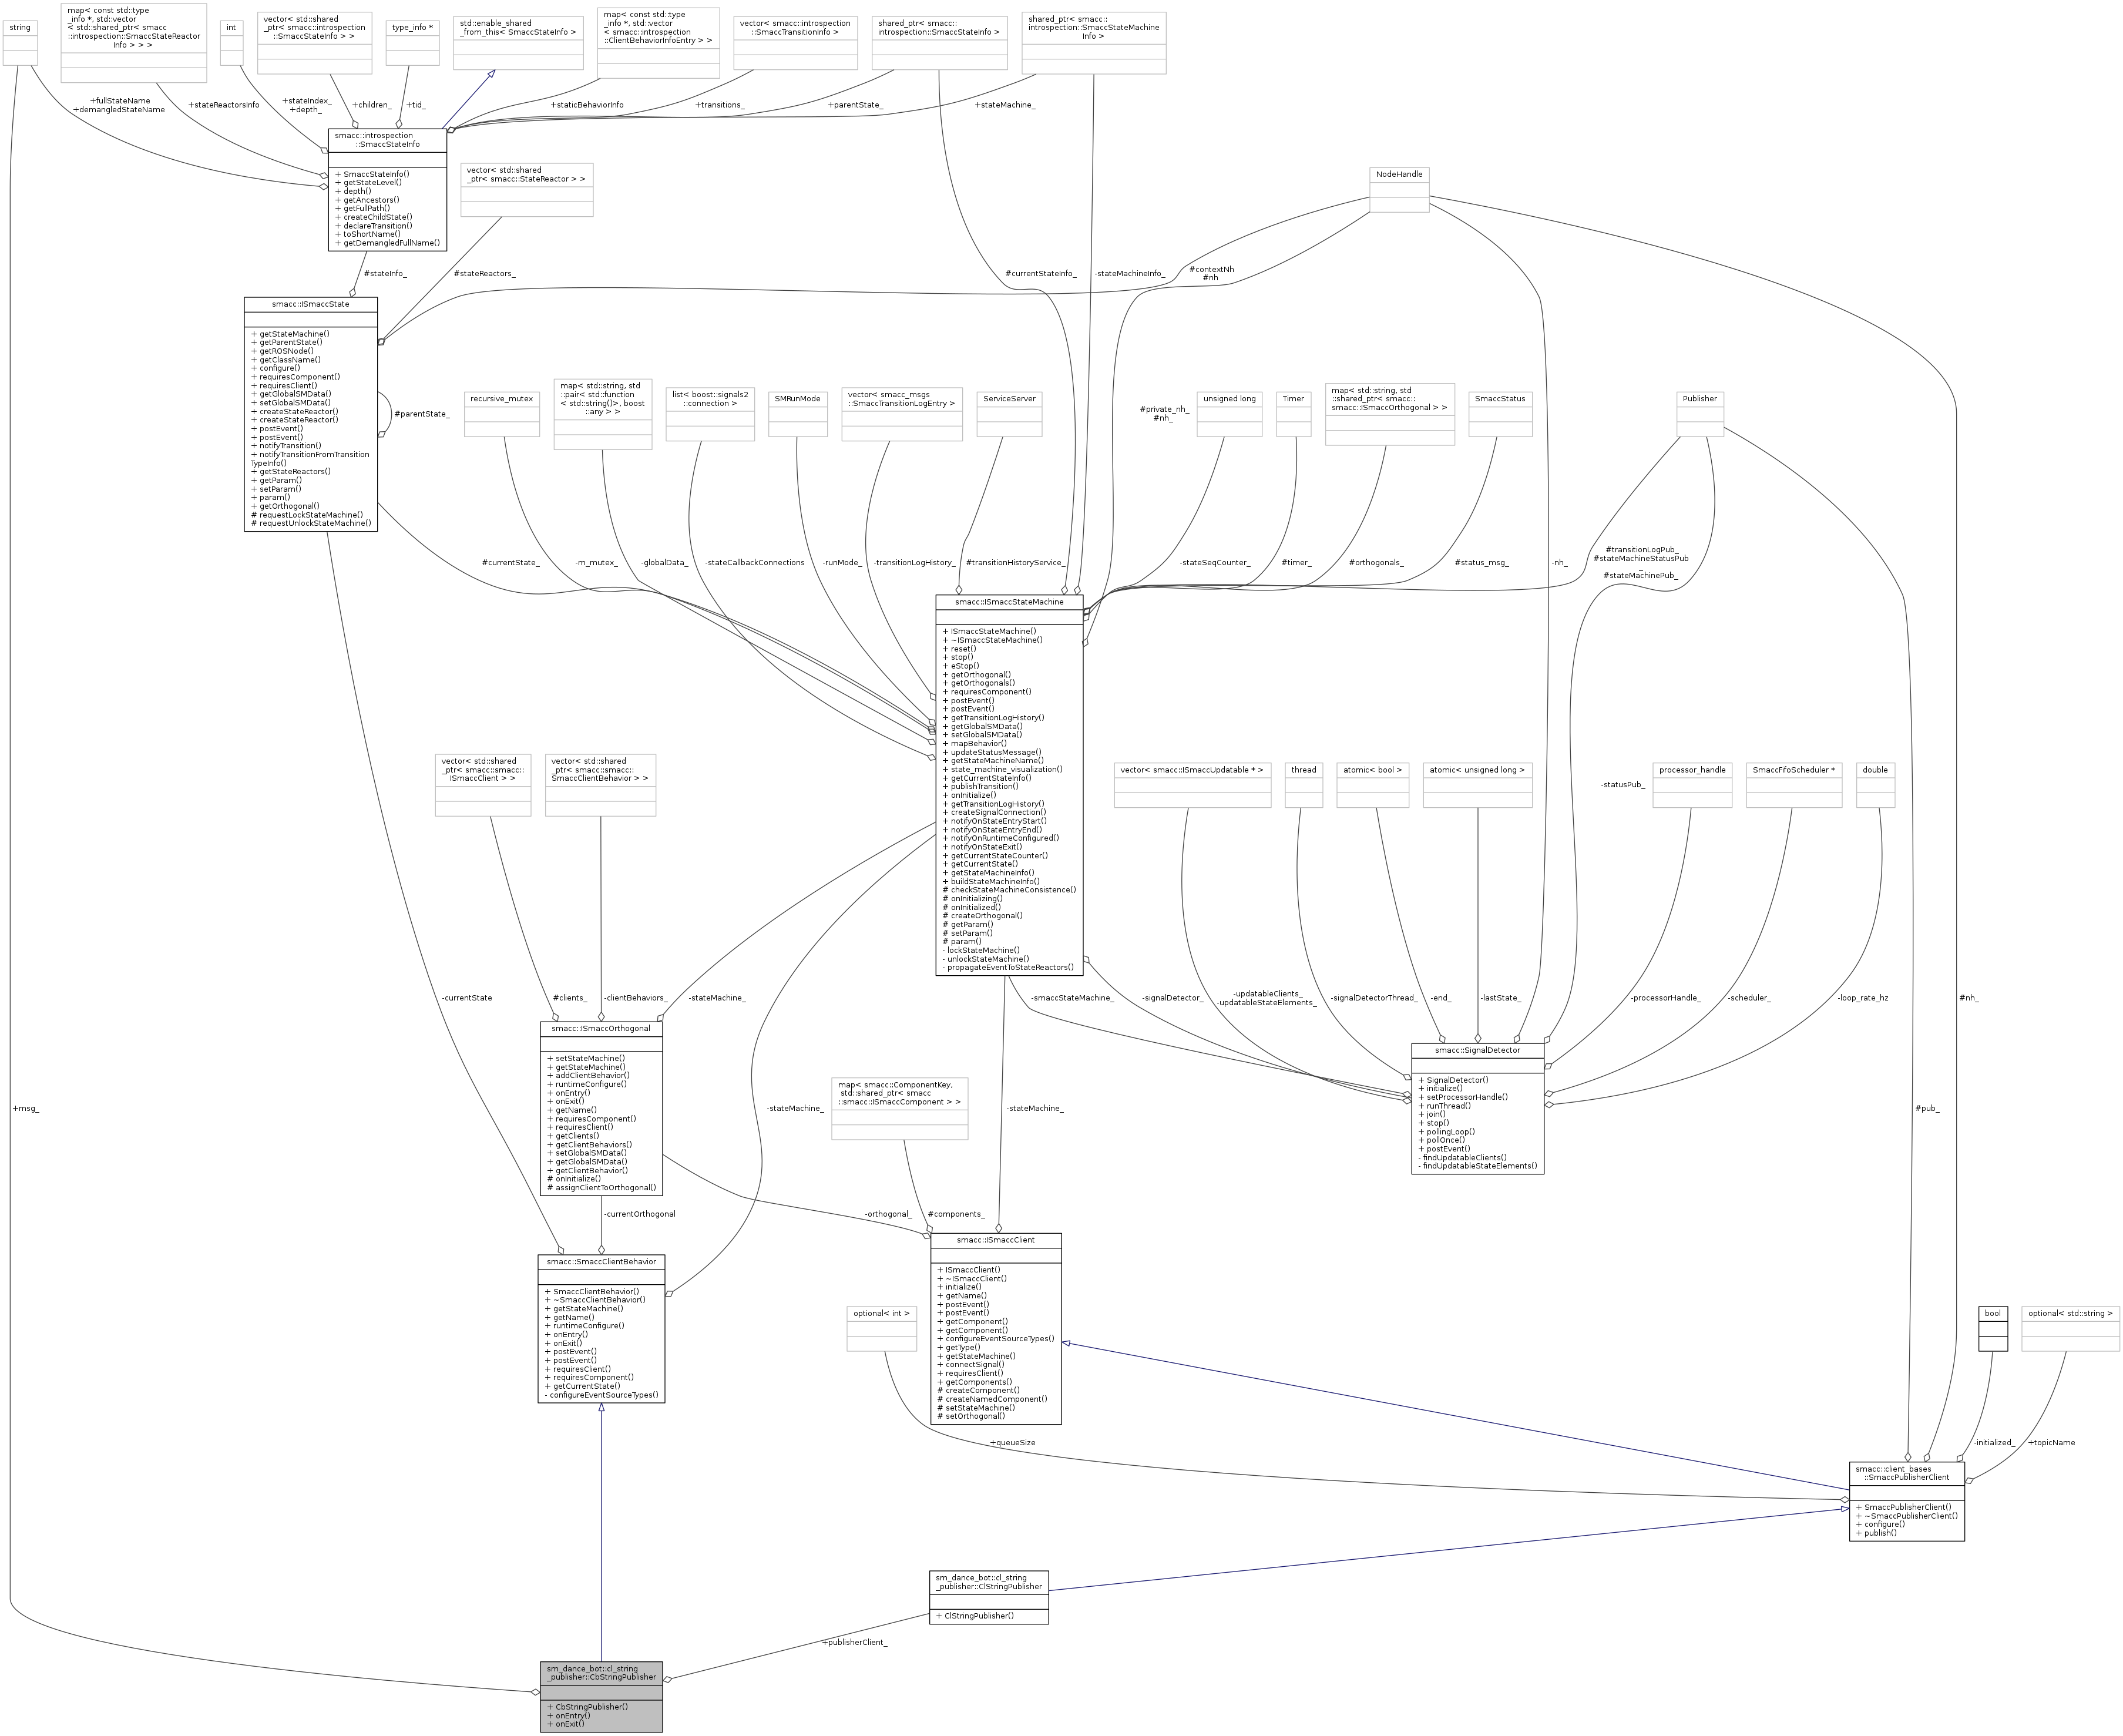 string
map< const std::type
_info *, std::vector
< std::shared_ptr< smacc
::introspection::SmaccStateReactor
Info > > >
int
vector< std::shared
_ptr< smacc::introspection
::SmaccStateInfo > >
type_info *
std::enable_shared
_from_this< SmaccStateInfo >
map< const std::type
_info *, std::vector
< smacc::introspection
::ClientBehaviorInfoEntry > >
vector< smacc::introspection
::SmaccTransitionInfo >
shared_ptr< smacc::
introspection::SmaccStateInfo >
shared_ptr< smacc::
introspection::SmaccStateMachine
Info >
+fullStateName
+demangledStateName
+stateReactorsInfo
+stateIndex_
+depth_
+children_
+tid_
+staticBehaviorInfo
+transitions_
+parentState_
+stateMachine_
smacc::introspection
::SmaccStateInfo
+ SmaccStateInfo()
+ getStateLevel()
+ depth()
+ getAncestors()
+ getFullPath()
+ createChildState()
+ declareTransition()
+ toShortName()
+ getDemangledFullName()
vector< std::shared
_ptr< smacc::StateReactor > >
NodeHandle
#stateInfo_
#stateReactors_
#currentStateInfo_
-stateMachineInfo_
#contextNh
#nh
smacc::ISmaccState
+ getStateMachine()
+ getParentState()
+ getROSNode()
+ getClassName()
+ configure()
+ requiresComponent()
+ requiresClient()
+ getGlobalSMData()
+ setGlobalSMData()
+ createStateReactor()
+ createStateReactor()
+ postEvent()
+ postEvent()
+ notifyTransition()
+ notifyTransitionFromTransition
TypeInfo()
+ getStateReactors()
+ getParam()
+ setParam()
+ param()
+ getOrthogonal()
# requestLockStateMachine()
# requestUnlockStateMachine()
#parentState_
recursive_mutex
map< std::string, std
::pair< std::function
< std::string()>, boost
::any > >
list< boost::signals2
::connection >
SMRunMode
vector< smacc_msgs
::SmaccTransitionLogEntry >
ServiceServer
#private_nh_
#nh_
unsigned long
Timer
map< std::string, std
::shared_ptr< smacc::
smacc::ISmaccOrthogonal > >
SmaccStatus
Publisher
#currentState_
-m_mutex_
-globalData_
-stateCallbackConnections
-runMode_
-transitionLogHistory_
#transitionHistoryService_
-stateSeqCounter_
#timer_
#orthogonals_
#status_msg_
-nh_
#transitionLogPub_
#stateMachineStatusPub
_
#stateMachinePub_
smacc::ISmaccStateMachine
+ ISmaccStateMachine()
+ ~ISmaccStateMachine()
+ reset()
+ stop()
+ eStop()
+ getOrthogonal()
+ getOrthogonals()
+ requiresComponent()
+ postEvent()
+ postEvent()
+ getTransitionLogHistory()
+ getGlobalSMData()
+ setGlobalSMData()
+ mapBehavior()
+ updateStatusMessage()
+ getStateMachineName()
+ state_machine_visualization()
+ getCurrentStateInfo()
+ publishTransition()
+ onInitialize()
+ getTransitionLogHistory()
+ createSignalConnection()
+ notifyOnStateEntryStart()
+ notifyOnStateEntryEnd()
+ notifyOnRuntimeConfigured()
+ notifyOnStateExit()
+ getCurrentStateCounter()
+ getCurrentState()
+ getStateMachineInfo()
+ buildStateMachineInfo()
# checkStateMachineConsistence()
# onInitializing()
# onInitialized()
# createOrthogonal()
# getParam()
# setParam()
# param()
- lockStateMachine()
- unlockStateMachine()
- propagateEventToStateReactors()
vector< std::shared
_ptr< smacc::smacc::
ISmaccClient > >
vector< std::shared
_ptr< smacc::smacc::
SmaccClientBehavior > >
vector< smacc::ISmaccUpdatable * >
thread
atomic< bool >
atomic< unsigned long >
-statusPub_
processor_handle
SmaccFifoScheduler *
double
-currentState
#clients_
-clientBehaviors_
-stateMachine_
-smaccStateMachine_
-signalDetector_
-updatableClients_
-updatableStateElements_
-signalDetectorThread_
-end_
-lastState_
-processorHandle_
-scheduler_
-loop_rate_hz
#nh_
smacc::ISmaccOrthogonal
+ setStateMachine()
+ getStateMachine()
+ addClientBehavior()
+ runtimeConfigure()
+ onEntry()
+ onExit()
+ getName()
+ requiresComponent()
+ requiresClient()
+ getClients()
+ getClientBehaviors()
+ setGlobalSMData()
+ getGlobalSMData()
+ getClientBehavior()
# onInitialize()
# assignClientToOrthogonal()
smacc::SignalDetector
+ SignalDetector()
+ initialize()
+ setProcessorHandle()
+ runThread()
+ join()
+ stop()
+ pollingLoop()
+ pollOnce()
+ postEvent()
- findUpdatableClients()
- findUpdatableStateElements()
map< smacc::ComponentKey,
std::shared_ptr< smacc
::smacc::ISmaccComponent > >
+msg_
-stateMachine_
-stateMachine_
#pub_
-currentOrthogonal
-orthogonal_
#components_
smacc::SmaccClientBehavior
+ SmaccClientBehavior()
+ ~SmaccClientBehavior()
+ getStateMachine()
+ getName()
+ runtimeConfigure()
+ onEntry()
+ onExit()
+ postEvent()
+ postEvent()
+ requiresClient()
+ requiresComponent()
+ getCurrentState()
- configureEventSourceTypes()
smacc::ISmaccClient
+ ISmaccClient()
+ ~ISmaccClient()
+ initialize()
+ getName()
+ postEvent()
+ postEvent()
+ getComponent()
+ getComponent()
+ configureEventSourceTypes()
+ getType()
+ getStateMachine()
+ connectSignal()
+ requiresClient()
+ getComponents()
# createComponent()
# createNamedComponent()
# setStateMachine()
# setOrthogonal()
optional< int >
bool
optional< std::string >
+queueSize
-initialized_
+topicName
smacc::client_bases
::SmaccPublisherClient
+ SmaccPublisherClient()
+ ~SmaccPublisherClient()
+ configure()
+ publish()
sm_dance_bot::cl_string
_publisher::ClStringPublisher
+ ClStringPublisher()
+publisherClient_
sm_dance_bot::cl_string
_publisher::CbStringPublisher
+ CbStringPublisher()
+ onEntry()
+ onExit()